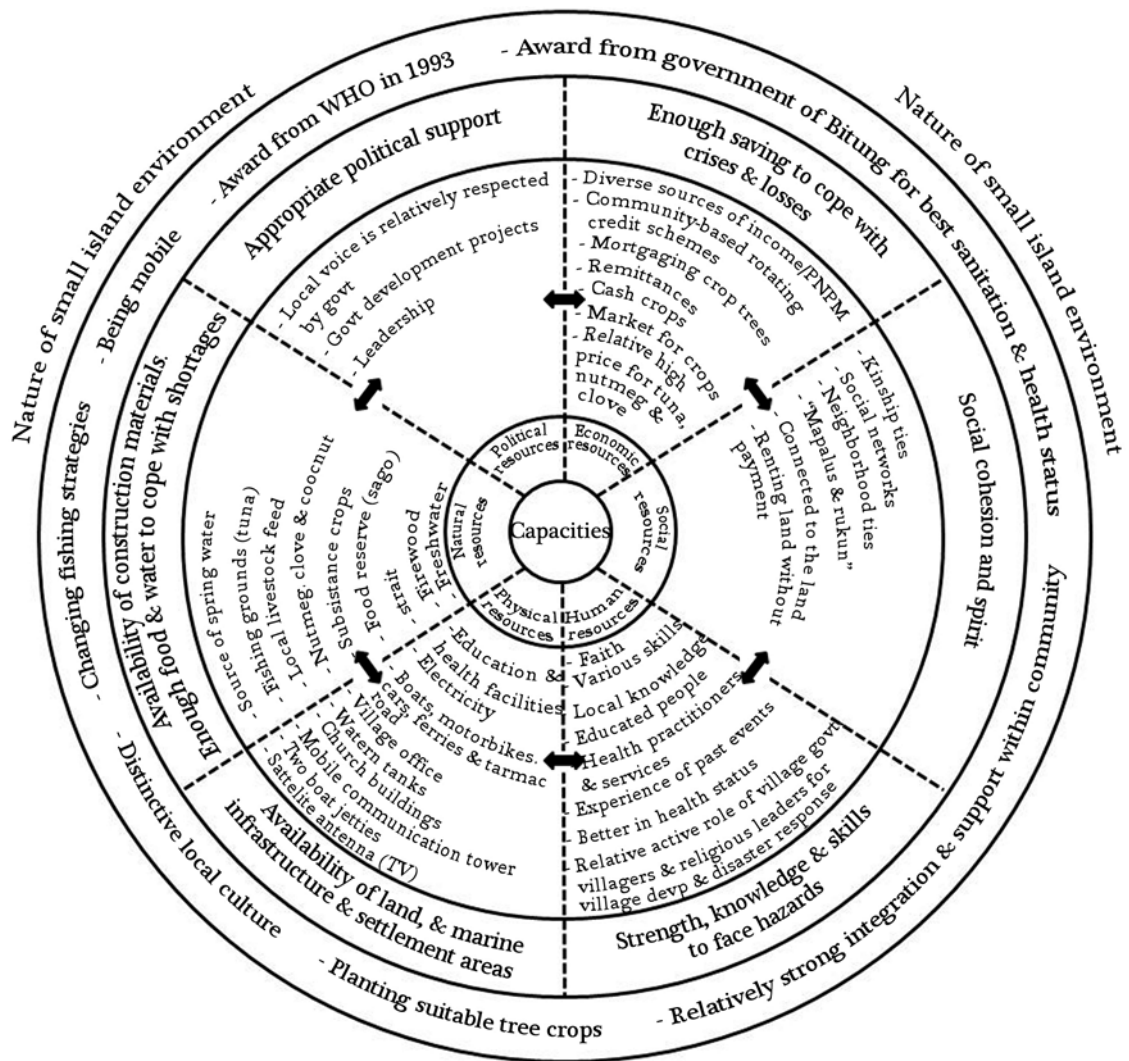 Nature of small island environment
Nature of small island environment
- Award from WHO in 1993
- Award from government of Bitung for best sanitation & health status
- Being mobile
- Changing fishing strategies
- Distinctive local culture
- Planting suitable tree crops
- Relatively strong integration & support within community
Appropriate political support
Enough saving to cope with
crises & losses
Social cohesion and spirit
Strength, knowledge & skills
to face hazards
Availability of land, & marine
infrastructure & settlement areas
Availability of construction materials.
Enough food & water to cope with shortages
- Local voice is relatively respected
by govt
- Govt development projects
- Leadership
- Diverse sources of income/PNPM
- Community-based rotating
credit schemes
- Mortgaging crop trees
- Remittances
- Cash crops
- Market for crops
- Relative high
price for tuna,
nutmeg &
clove
- Kinship ties
- Social networks
- Neighborhood ties
- "Mapalus & rukun"
- Connected to the land
- Renting land without
payment
- Faith
- Various skills
- Local knowledge
- Educated people
- Health practitioners
& services
- Experience of past events
- Better in health status
- Relative active role of village govt
villagers & religious leaders for
village devp & disaster response
- Education &
health facilities
- Electricity
- Boats, motorbikes.
cars, ferries & tarmac
road
- Village office
- Watern tanks
- Church buildings
- Mobile communication tower
- Two boat jetties
- Sattelite antenna (TV)
- Source of spring water
- Fishing grounds (tuna)
- Local livestock feed
- Nutmeg. clove & coocnut
- Subsistance crops
- Food reserve (sago)
strait
- Firewood
- Freshwater
Political
resources
Economic
resources
Social
resources
Human
resources
Physical
resources
Natural
resources
Capacities